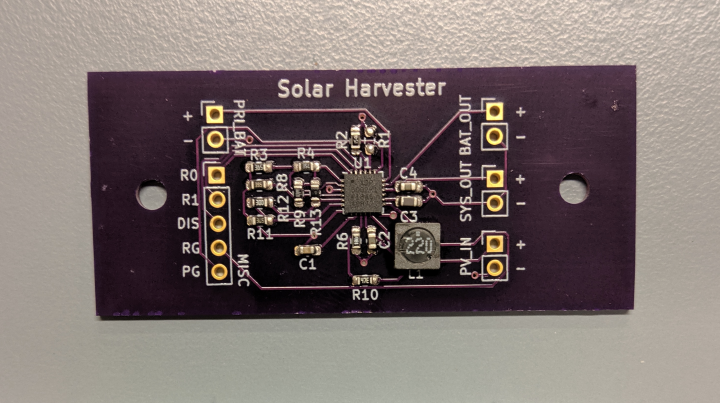 Solar Harvester
+
PRI_BAT
-
R2
R1
BAT_OUT
+
-
U1
R0
R3
R4
R1
R8
C4
SYS_OUT
+
-
DIS
R12
R9
R13
C3
R11
RG
MISC
R6
C2
220
PV_IN
+
-
PG
C1
L1
R10